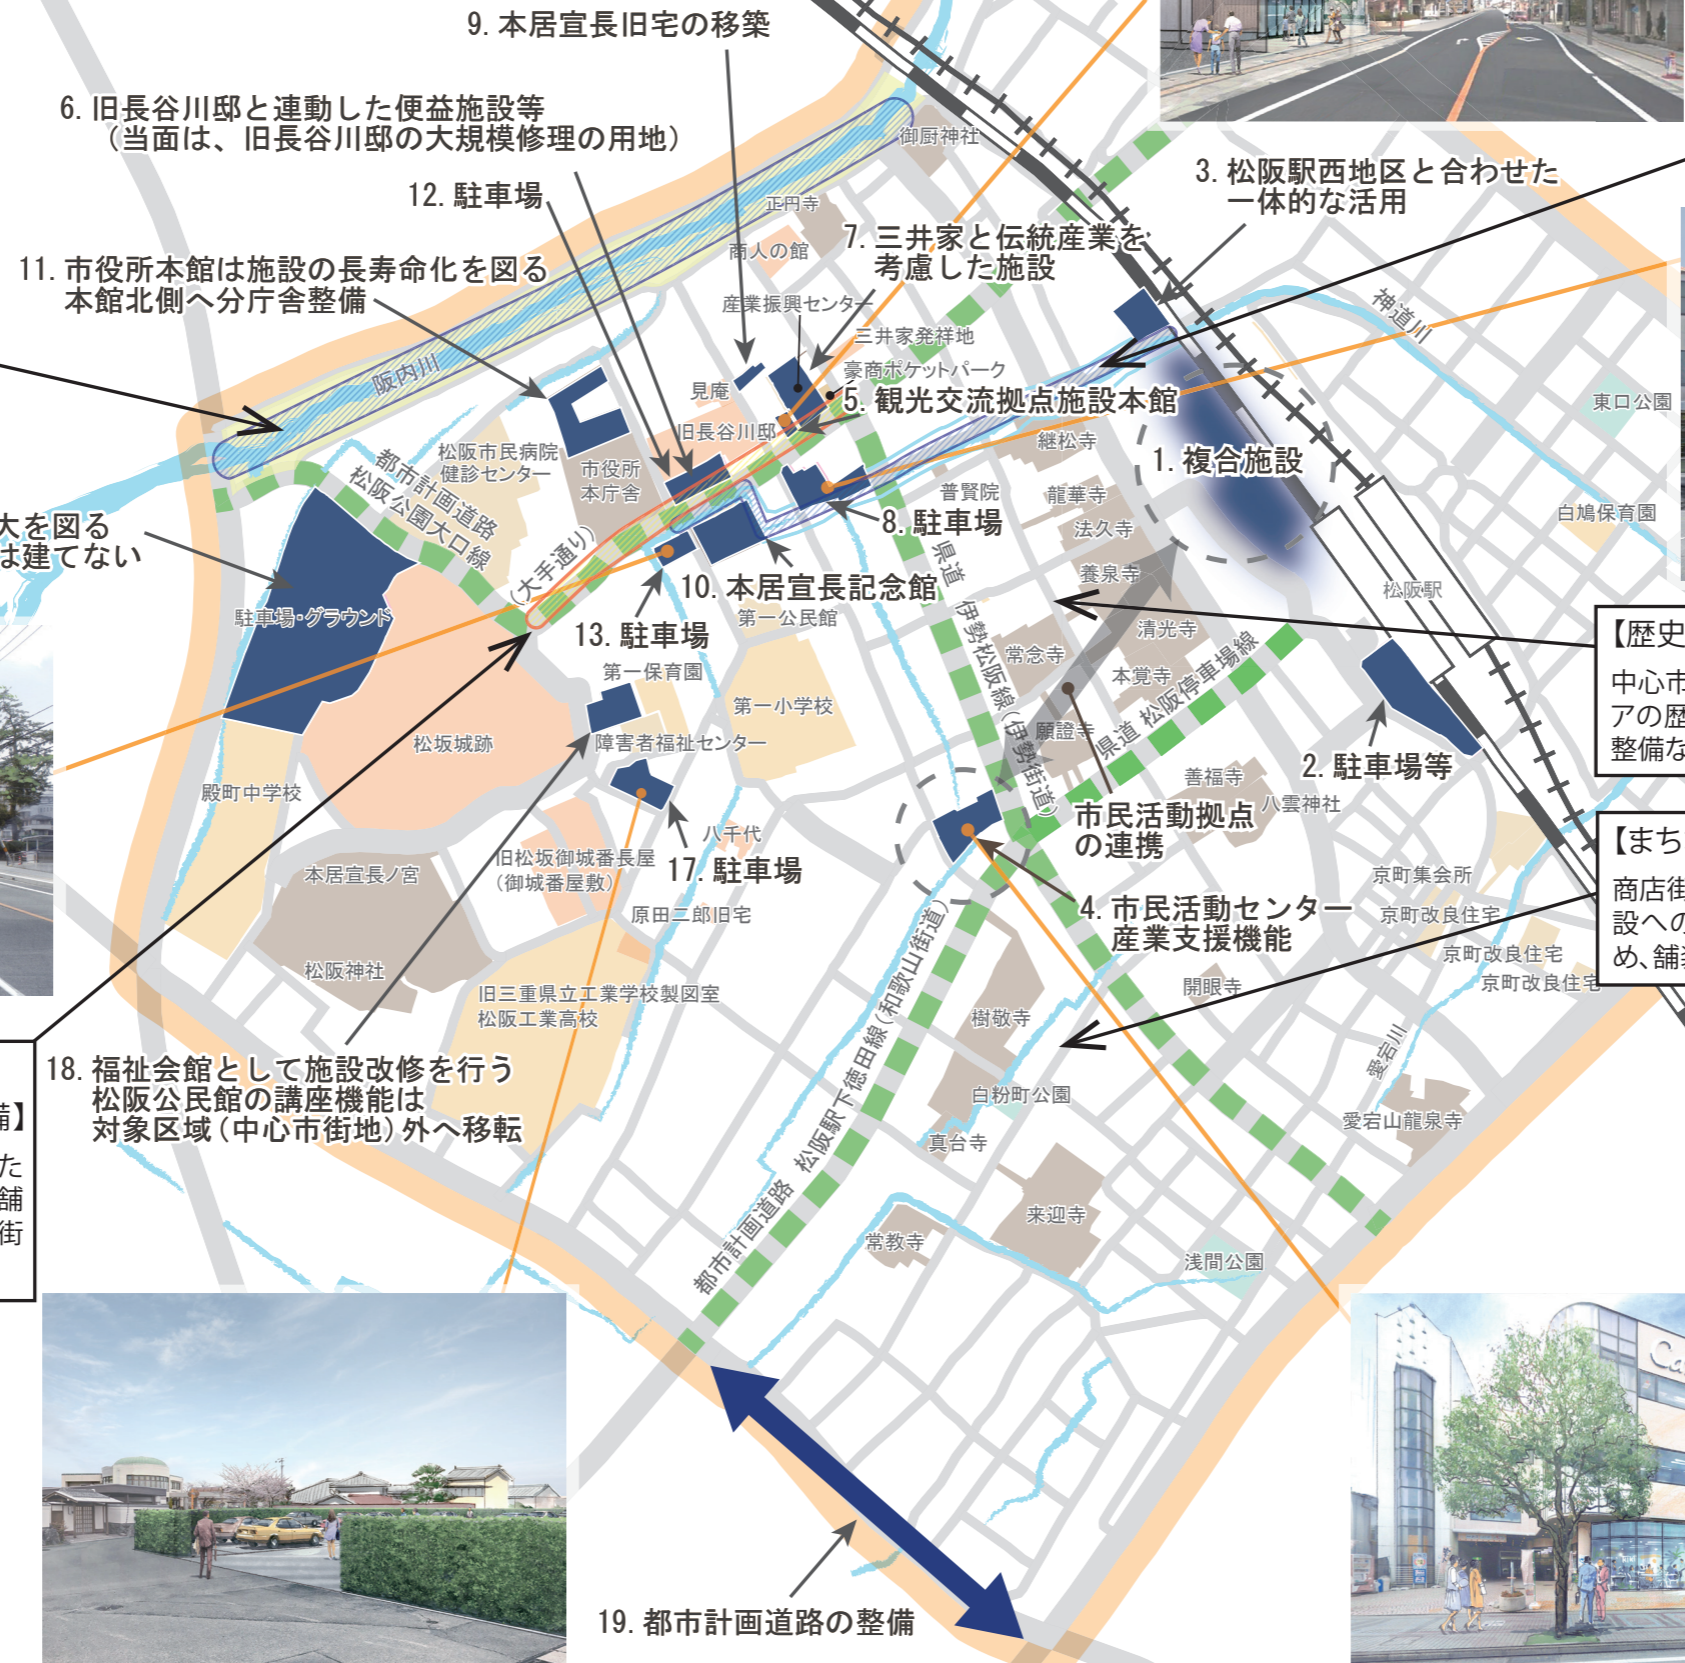 9. 本居宣長旧宅の移築
6. 旧長谷川邸と連動した便益施設等
（当面は、旧長谷川邸の大規模修理の用地）
12. 駐車場
11. 市役所本館は施設の長寿命化を図る
本館北側へ分庁舎整備
御厨神社
正円寺
商人の館
7. 三井家と伝統産業を
考慮した施設
産業振興センター
三井家発祥地
豪商ポケットパーク
5. 観光交流拠点施設本館
見庵
旧長谷川邸
3. 松阪駅西地区と合わせた
一体的な活用
神道川
東口公園
白鳩保育園
阪内川
松阪市民病院
健診センター
市役所
本庁舎
都市計画道路
松阪公園大口線
大を図る
は建てない
駐車場・グラウンド
（大手通り）
継松寺
1. 複合施設
普賢院
龍華寺
8. 駐車場
法久寺
養泉寺
松阪駅
10. 本居宣長記念館
第一公民館
13. 駐車場
県道 伊勢松阪線（伊勢街道）
清光寺
常念寺
本覚寺
県道 松阪停車場線
第一保育園
第一小学校
願證寺
松坂城跡
障害者福祉センター
殿町中学校
2. 駐車場等
善福寺
八雲神社
市民活動拠点
の連携
八千代
17. 駐車場
旧松坂御城番長屋
（御城番屋敷）
本居宣長ノ宮
原田二郎旧宅
4. 市民活動センター
産業支援機能
京町集会所
京町改良住宅
京町改良住宅
京町改良住宅
松阪神社
旧三重県立工業学校製図室
松阪工業高校
開眼寺
樹敬寺
白粉町公園
真台寺
愛宕川
愛宕山龍泉寺
18. 福祉会館として施設改修を行う
松阪公民館の講座機能は
対象区域（中心市街地）外へ移転
都市計画道路 松阪駅下徳田線（和歌山街道）
来迎寺
常教寺
浅間公園
19. 都市計画道路の整備
【歴史
中心市
アの歴
整備な
【まち
商店街
設への
め、舗
備】
た
舗
街
Ca